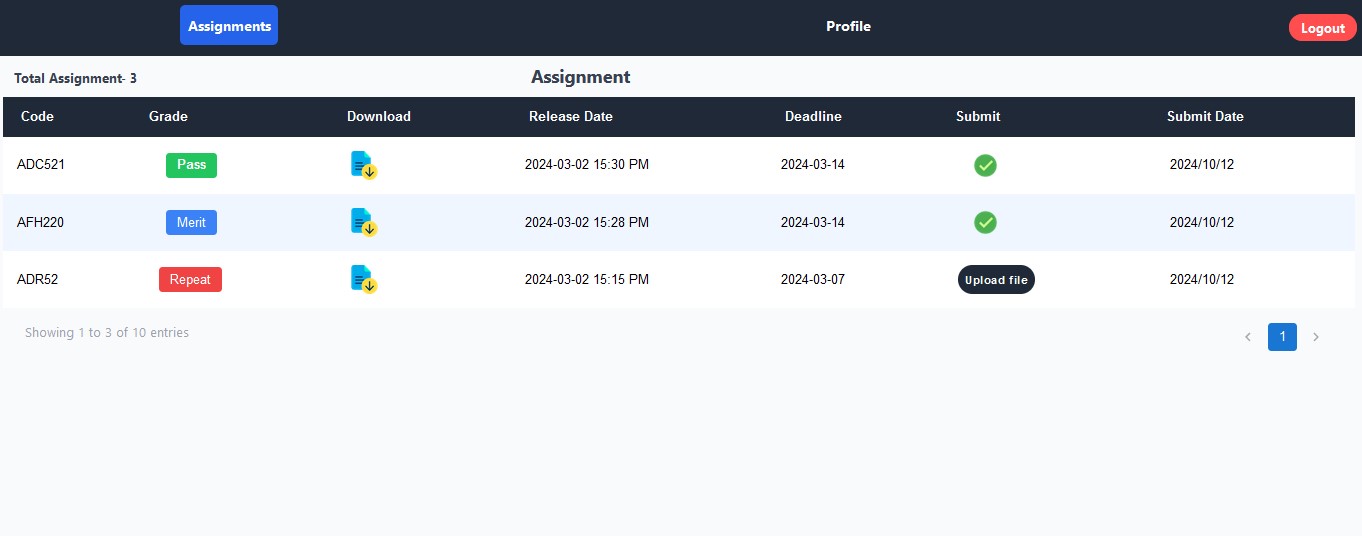 Assignments Profile Logout
Total Assignment- 3 Assignment
Code Grade Download Release Date Deadline Submit Submit Date
ADC521 Pass 2024-03-02 15:30 PM 2024-03-14 2024/10/12
AFH220 Merit 2024-03-02 15:28 PM 2024-03-14 2024/10/12
ADR52 Repeat 2024-03-02 15:15 PM 2024-03-07 Upload file 2024/10/12
Showing 1 to 3 of 10 entries 1